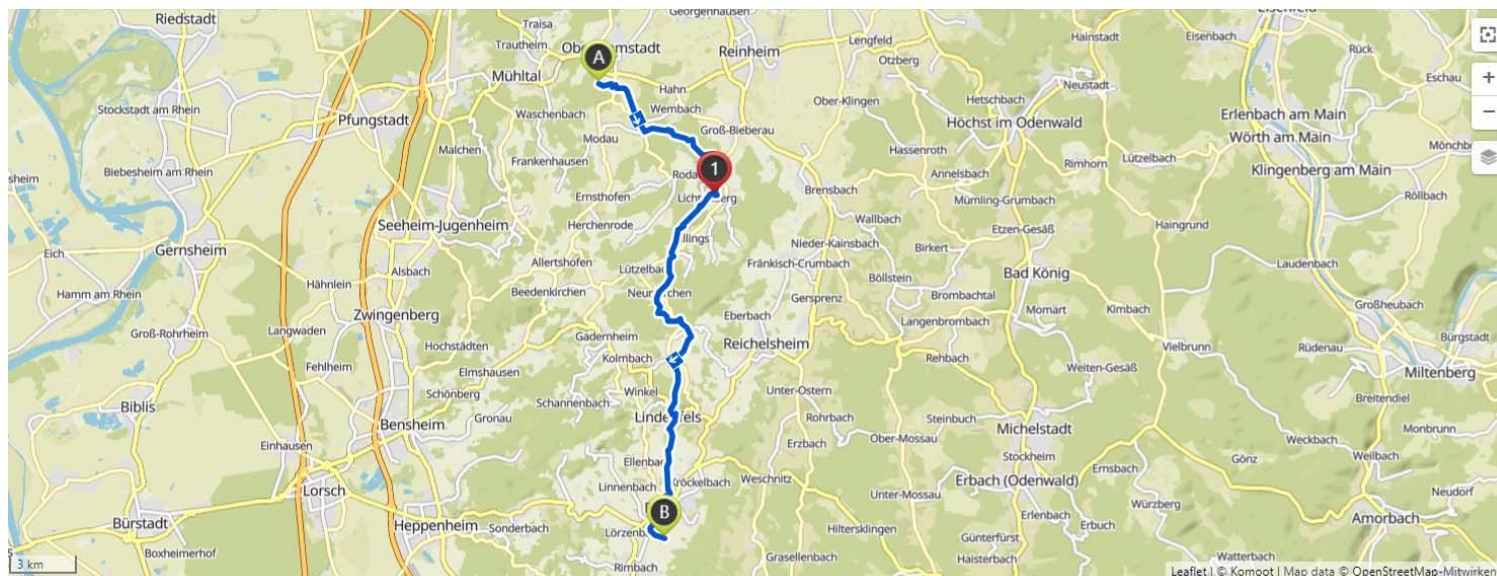 Riedstadt
Traisa
Georgenhausen
Trautheim
Reinheim
Lengfeld
Hainstadt
Eisenbach
Rück
A
Mühltal
Otzberg
Stockstadt am Rhein
Hahn
Neustadt
Eschau
Pfungstadt
Waschenbach
Wembach
Ober-Klingen
Hetschbach
Erlenbach am Main
Höchst im Odenwald
Wörth am Main
Malchen
Modau
Groß-Bieberau
Hassenroth
Rimhorn
Lützelbach
Klingenberg am Main
Biebesheim am Rhein
Frankenhausen
1
Annelsbach
Röllbach
Ernsthofen
Brensbach
Mümling-Grumbach
Seeheim-Jugenheim
Herchenrode
Wallbach
Etzen-Gesäß
Haingrund
Gernsheim
Nieder-Kainsbach
Birkert
Eich
Alsbach
Allertshofen
Fränkisch-Crumbach
Böllstein
Bad König
Laudenbach
Hamm am Rhein
Hähnlein
Beedenkirchen
Gersprenz
Brombachtal
Momart
Kimbach
Großheubach
Zwingenberg
Eberbach
Langenbrombach
Groß-Rohrheim
Langwaden
Gadernheim
Reichelsheim
Vielbrunn
Bürgstadt
Hochstädten
Kolmbach
Rehbach
Rüdenau
Fehlheim
Elmshausen
Weiten-Gesäß
Miltenberg
Schönberg
Winkel
Unter-Ostern
Breitendiel
Biblis
Schannenbach
Gronau
Rohrbach
Steinbuch
Bensheim
Michelstadt
Monbrunn
Einhausen
Erzbach
Ober-Mossau
Weckbach
Stockheim
Gönz
Weilbach
Lorsch
Linnenbach
Kröckelbach
Weschnitz
Erbach (Odenwald)
Ernsbach
Unter-Mossau
Neudorf
B
Würzberg
Bürstadt
Heppenheim
Sonderbach
Hiltersklingen
Erlenbach
Erbuch
Amorbach
Boxheimerhof
Günterfürst
Rimbach
Grasellenbach
Haisterbach
Watterbach
3 km
Leaflet | © Komoot | Map data © OpenStreetMap-Mitwirken
+
−